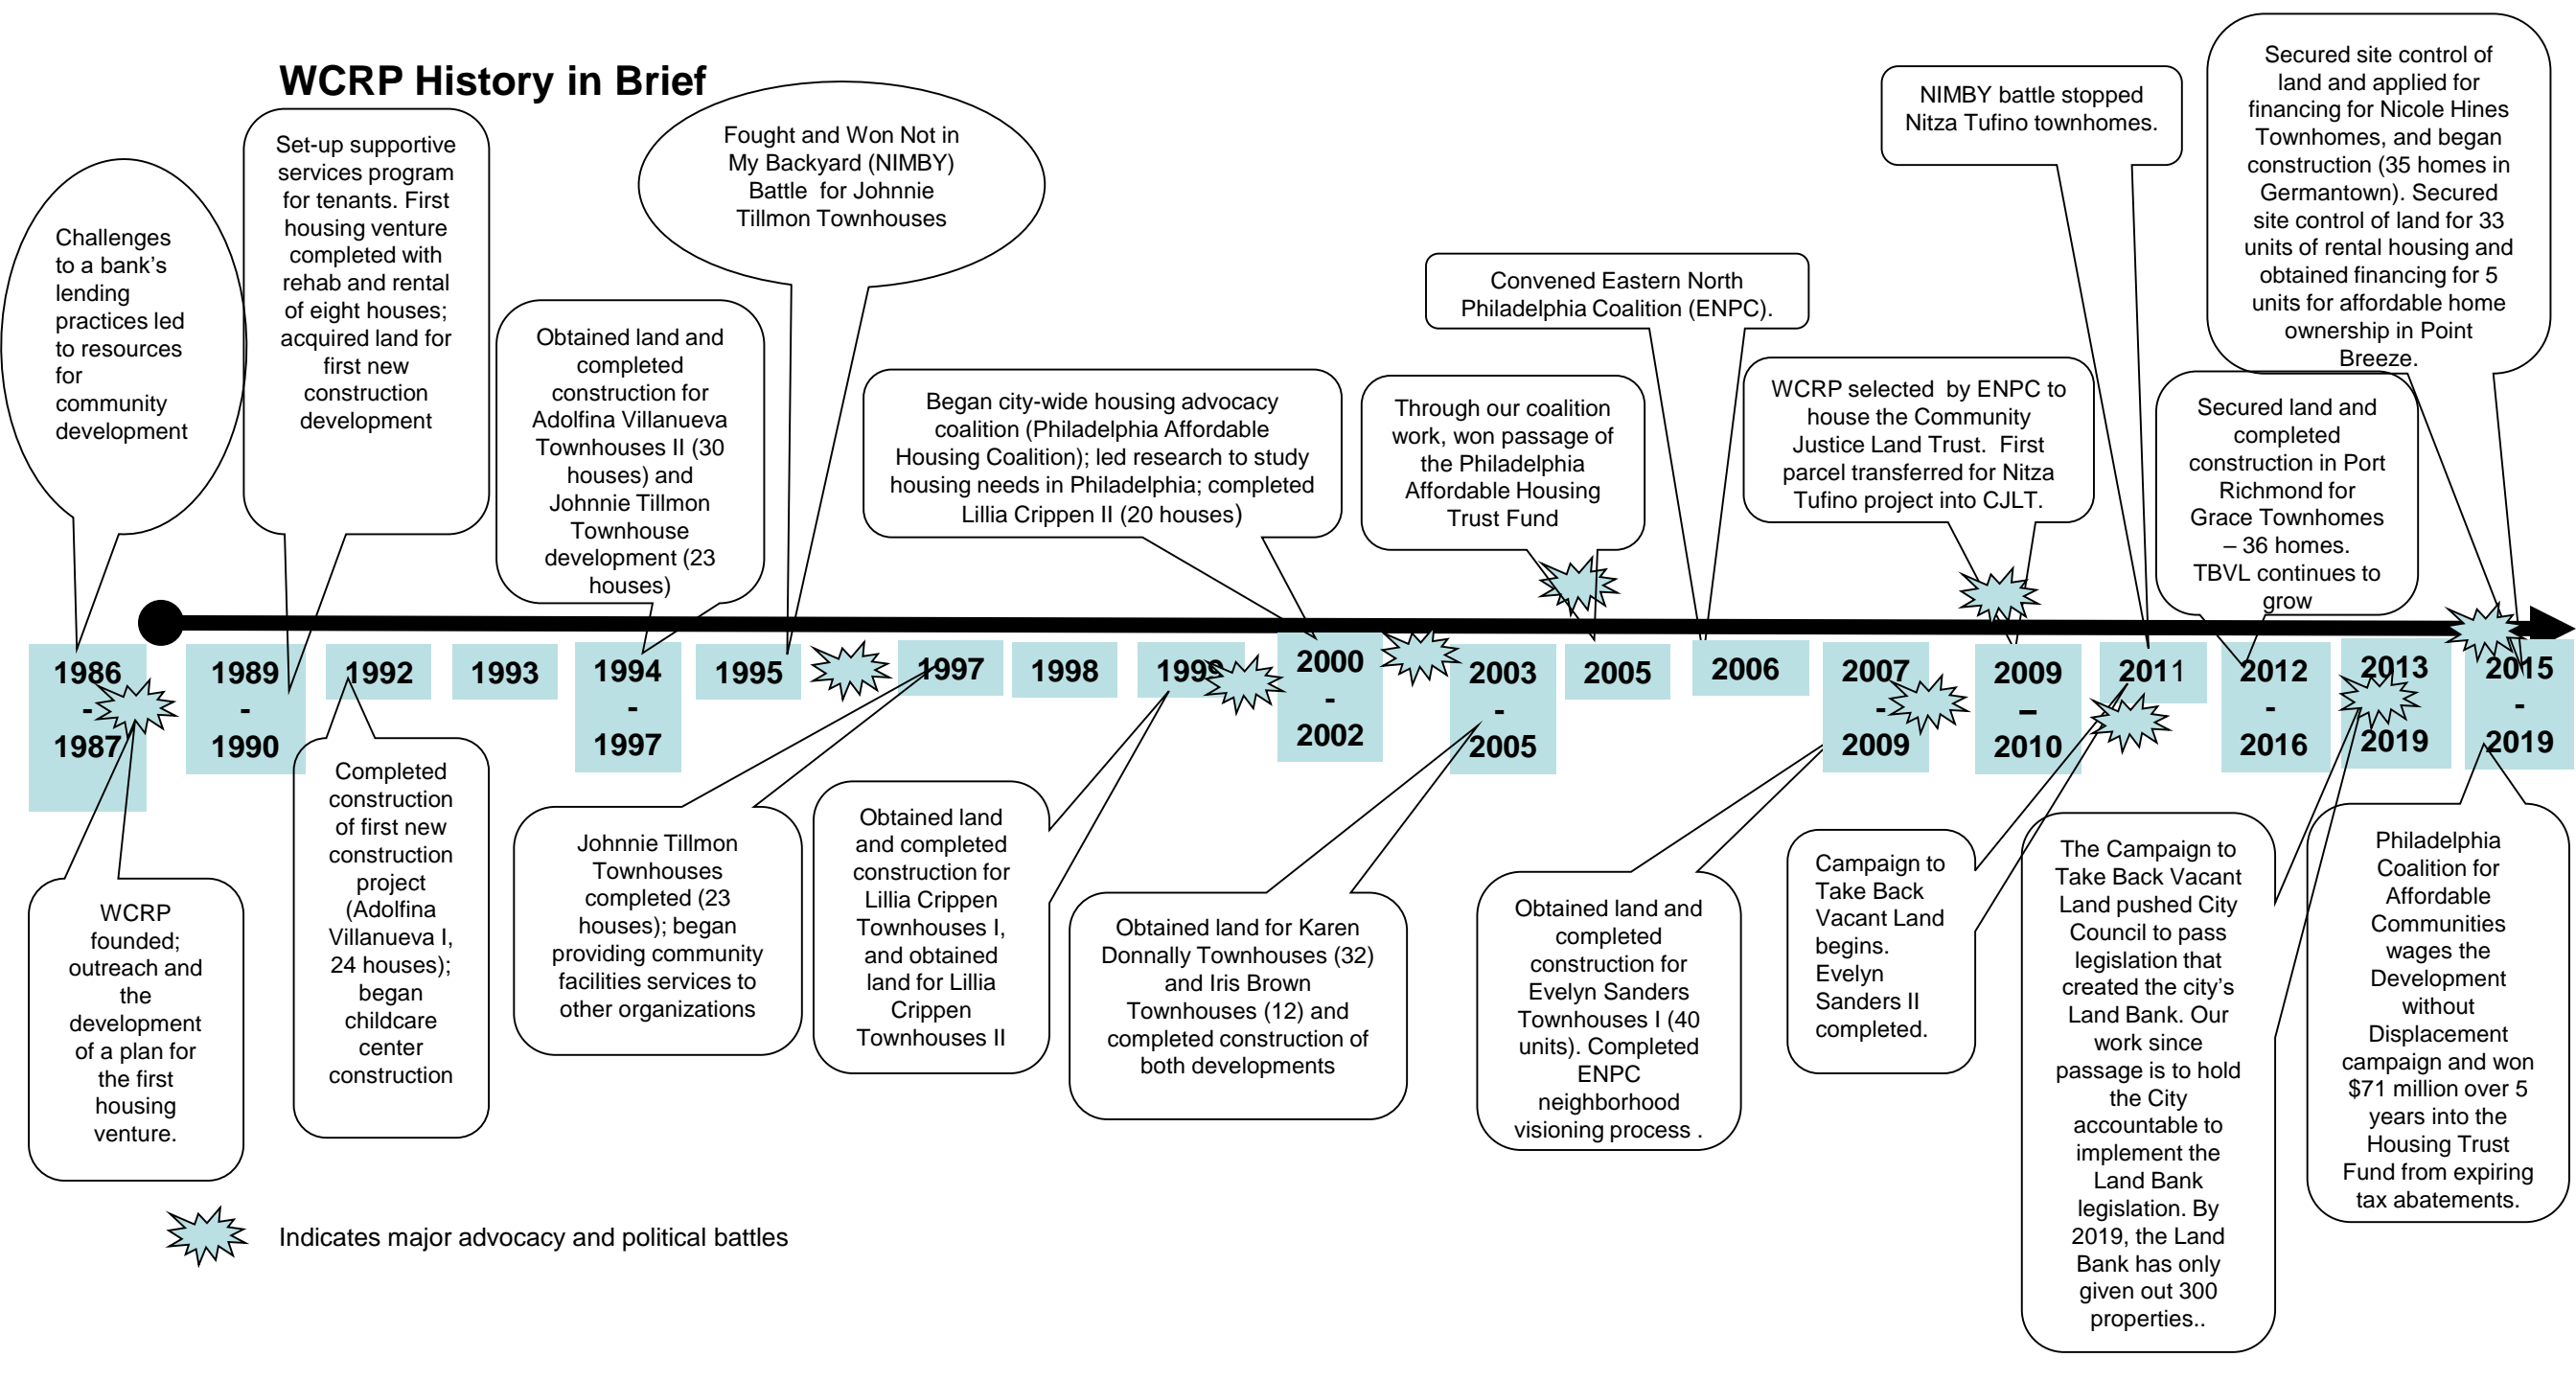 WCRP History in Brief
Challenges
to a bank's
lending
practices led
to resources
for
community
development
Set-up supportive
services program
for tenants. First
housing venture
completed with
rehab and rental
of eight houses;
acquired land for
first new
construction
development
Obtained land and
completed
construction for
Adolfina Villanueva
Townhouses II (30
houses) and
Johnnie Tillmon
Townhouse
development (23
houses)
Fought and Won Not in
My Backyard (NIMBY)
Battle for Johnnie
Tillmon Townhouses
Began city-wide housing advocacy
coalition (Philadelphia Affordable
Housing Coalition); led research to study
housing needs in Philadelphia; completed
Lillia Crippen II (20 houses)
Through our coalition
work, won passage of
the Philadelphia
Affordable Housing
Trust Fund
Convened Eastern North
Philadelphia Coalition (ENPC).
WCRP selected by ENPC to
house the Community
Justice Land Trust. First
parcel transferred for Nitza
Tufino project into CJLT.
NIMBY battle stopped
Nitza Tufino townhomes.
Secured land and
completed
construction in Port
Richmond for
Grace Townhomes
– 36 homes.
TBVL continues to
grow
Secured site control of
land and applied for
financing for Nicole Hines
Townhomes, and began
construction (35 homes in
Germantown). Secured
site control of land for 33
units of rental housing and
obtained financing for 5
units for affordable home
ownership in Point
Breeze.
1986
-
1987
1989
-
1990
1992
1993
1994
-
1997
1995
1997
1998
1999
2000
-
2002
2003
-
2005
2005
2006
2007
-
2009
2009
–
2010
2011
2012
-
2016
2013
-
2019
2015
-
2019
WCRP
founded;
outreach and
the
development
of a plan for
the first
housing
venture.
Completed
construction
of first new
construction
project
(Adolfina
Villanueva I,
24 houses);
began
childcare
center
construction
Johnnie Tillmon
Townhouses
completed (23
houses); began
providing community
facilities services to
other organizations
Obtained land
and completed
construction for
Lillia Crippen
Townhouses I,
and obtained
land for Lillia
Crippen
Townhouses II
Obtained land for Karen
Donnally Townhouses (32)
and Iris Brown
Townhouses (12) and
completed construction of
both developments
Obtained land and
completed
construction for
Evelyn Sanders
Townhouses I (40
units). Completed
ENPC
neighborhood
visioning process .
Campaign to
Take Back
Vacant Land
begins.
Evelyn
Sanders II
completed.
The Campaign to
Take Back Vacant
Land pushed City
Council to pass
legislation that
created the city's
Land Bank. Our
work since
passage is to hold
the City
accountable to
implement the
Land Bank
legislation. By
2019, the Land
Bank has only
given out 300
properties..
Philadelphia
Coalition for
Affordable
Communities
wages the
Development
without
Displacement
campaign and won
$71 million over 5
years into the
Housing Trust
Fund from expiring
tax abatements.
Indicates major advocacy and political battles